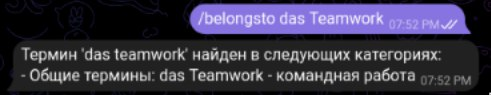 /belongsto das Teamwork 07:52 PM
Термин 'das teamwork' найден в следующих категориях:
- Общие термины: das Teamwork - командная работа 07:52 PM